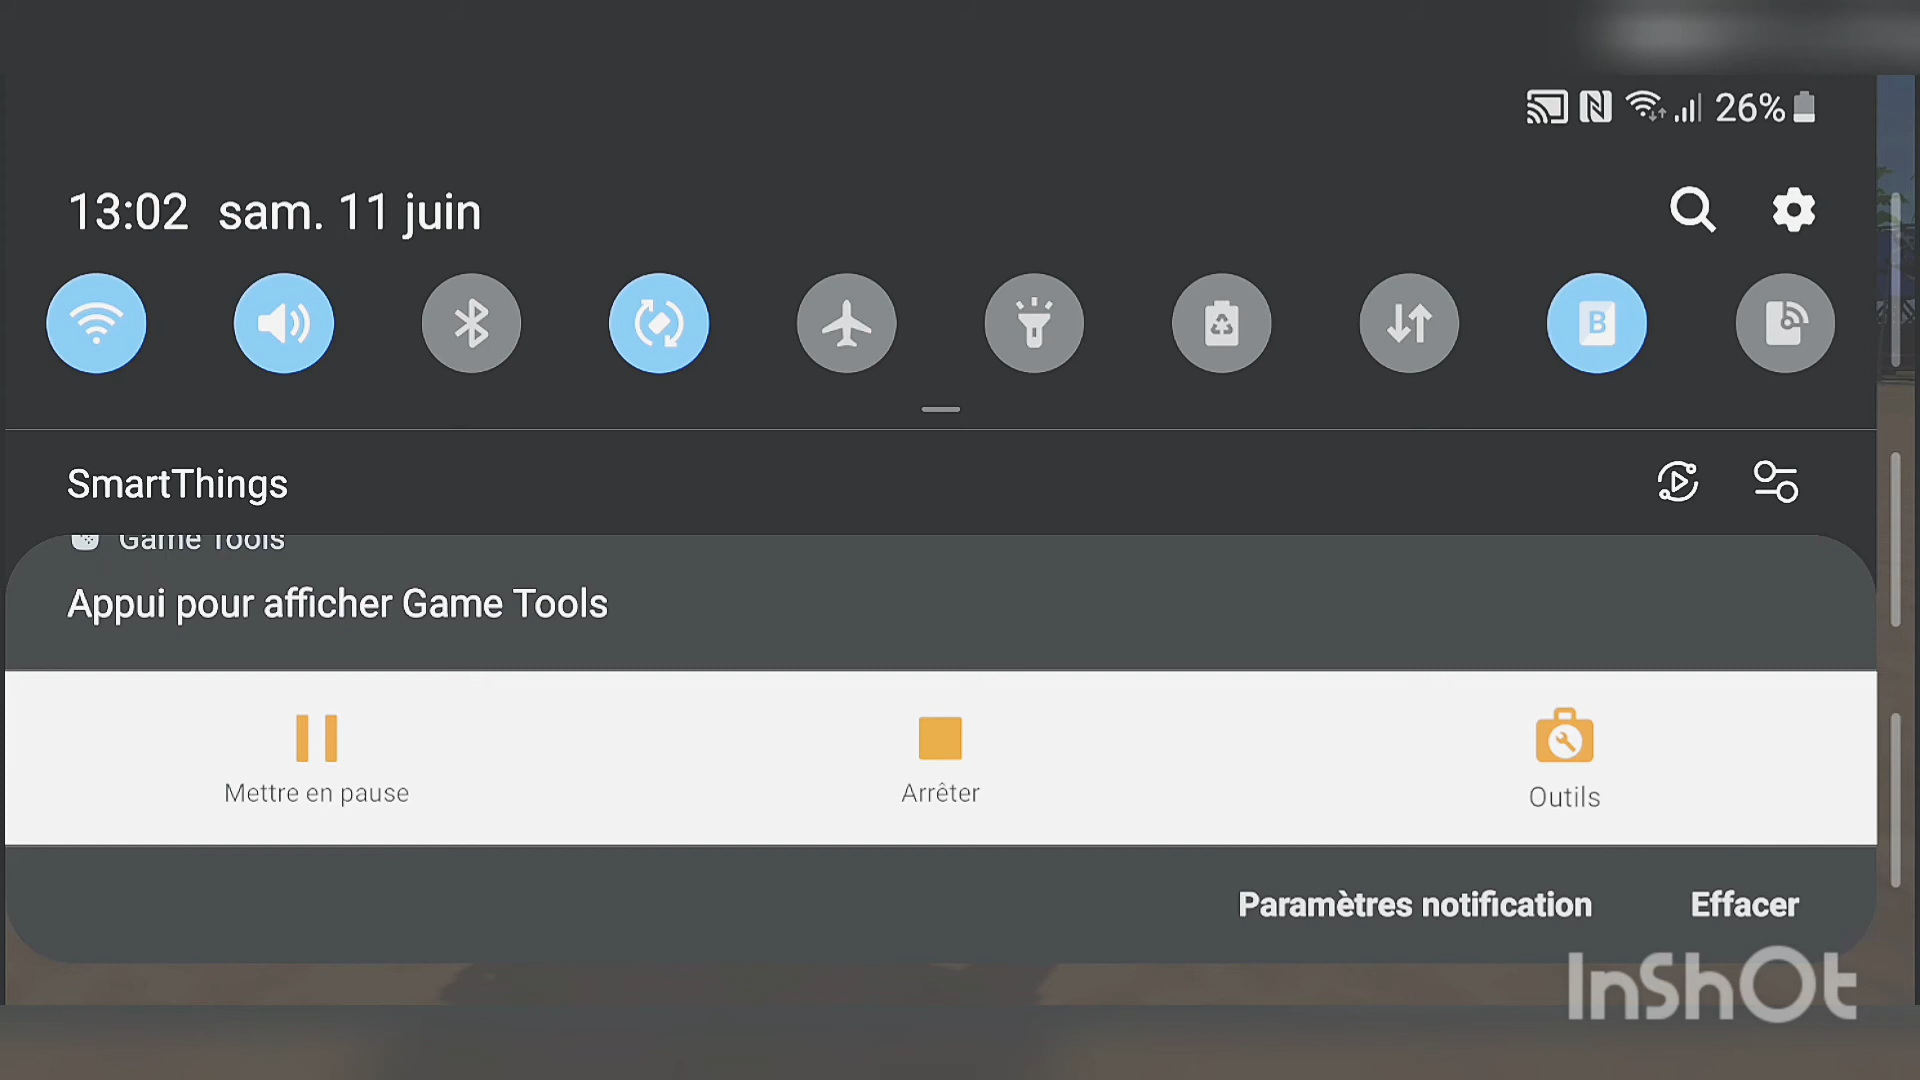 26%
13:02 sam. 11 juin
B
SmartThings
Game Tools
Appui pour afficher Game Tools
Mettre en pause
Arrêter
Outils
Paramètres notification
Effacer
InShOt